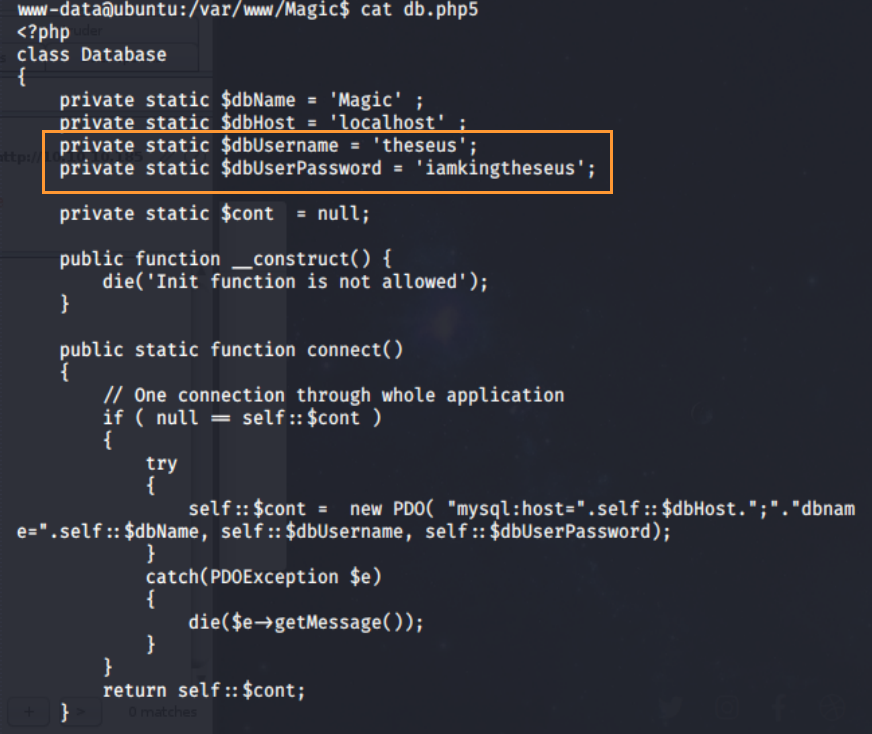 www-data@ubuntu:/var/www/Magic$ cat db.php5
<?php
class Database
{
    private static $dbName = 'Magic' ;
    private static $dbHost = 'localhost' ;
    private static $dbUsername = 'theseus';
    private static $dbUserPassword = 'iamkingtheseus';

    private static $cont  = null;

    public function __construct() {
        die('Init function is not allowed');
    }

    public static function connect()
    {
        // One connection through whole application
        if ( null == self::$cont )
        {
            try
            {
                self::$cont =  new PDO( "mysql:host=".self::$dbHost.";"."dbnam
e=".self::$dbName, self::$dbUsername, self::$dbUserPassword);
            }
            catch(PDOException $e)
            {
                die($e->getMessage());
            }
        }
        return self::$cont;
    }
0 matches